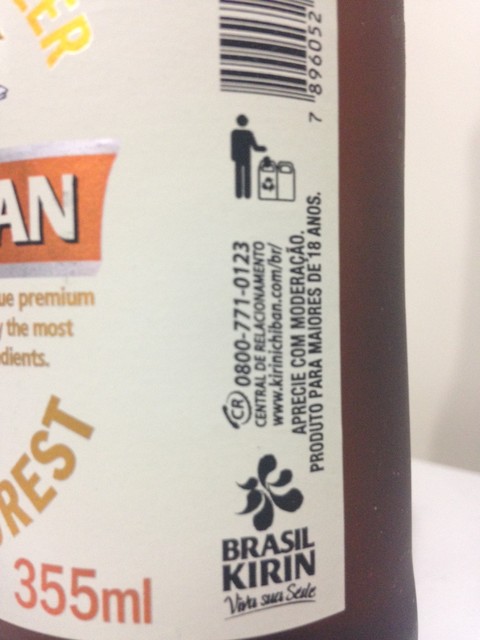 AN
ue premium
y the most
dients.
REST
355ml
7 896052
CR 0800-771-0123
CENTRAL DE RELACIONAMENTO
www.kirinichiban.com/br/
APRECIE COM MODERAÇÃO.
PRODUTO PARA MAIORES DE 18 ANOS.
BRASIL
KIRIN
Viva sua Sede